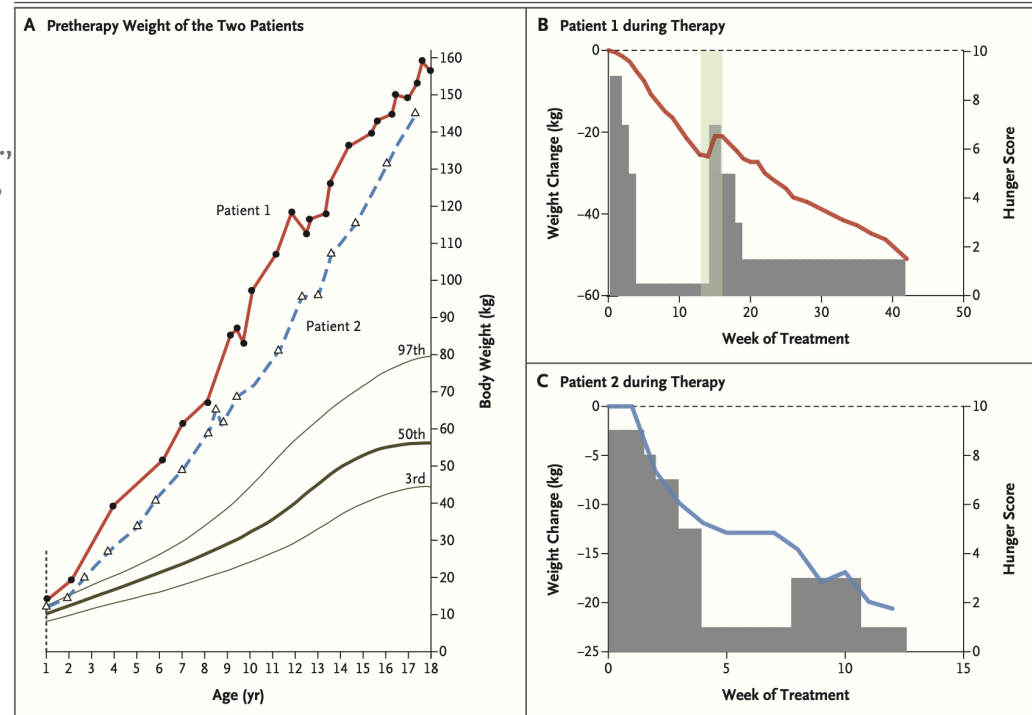 A Pretherapy Weight of the Two Patients
160
150
140
130
120
110
100
90
80
70
60
50
40
30
20
10
0
Patient 1
Patient 2
97th
50th
3rd
Body Weight (kg)
1 2 3 4 5 6 7 8 9 10 11 12 13 14 15 16 17 18
Age (yr)
B Patient 1 during Therapy
0
−20
−40
−60
Weight Change (kg)
10
8
6
4
2
0
Hunger Score
0 10 20 30 40 50
Week of Treatment
C Patient 2 during Therapy
0
−5
−10
−15
−20
−25
Weight Change (kg)
10
8
6
4
2
0
Hunger Score
0 5 10 15
Week of Treatment